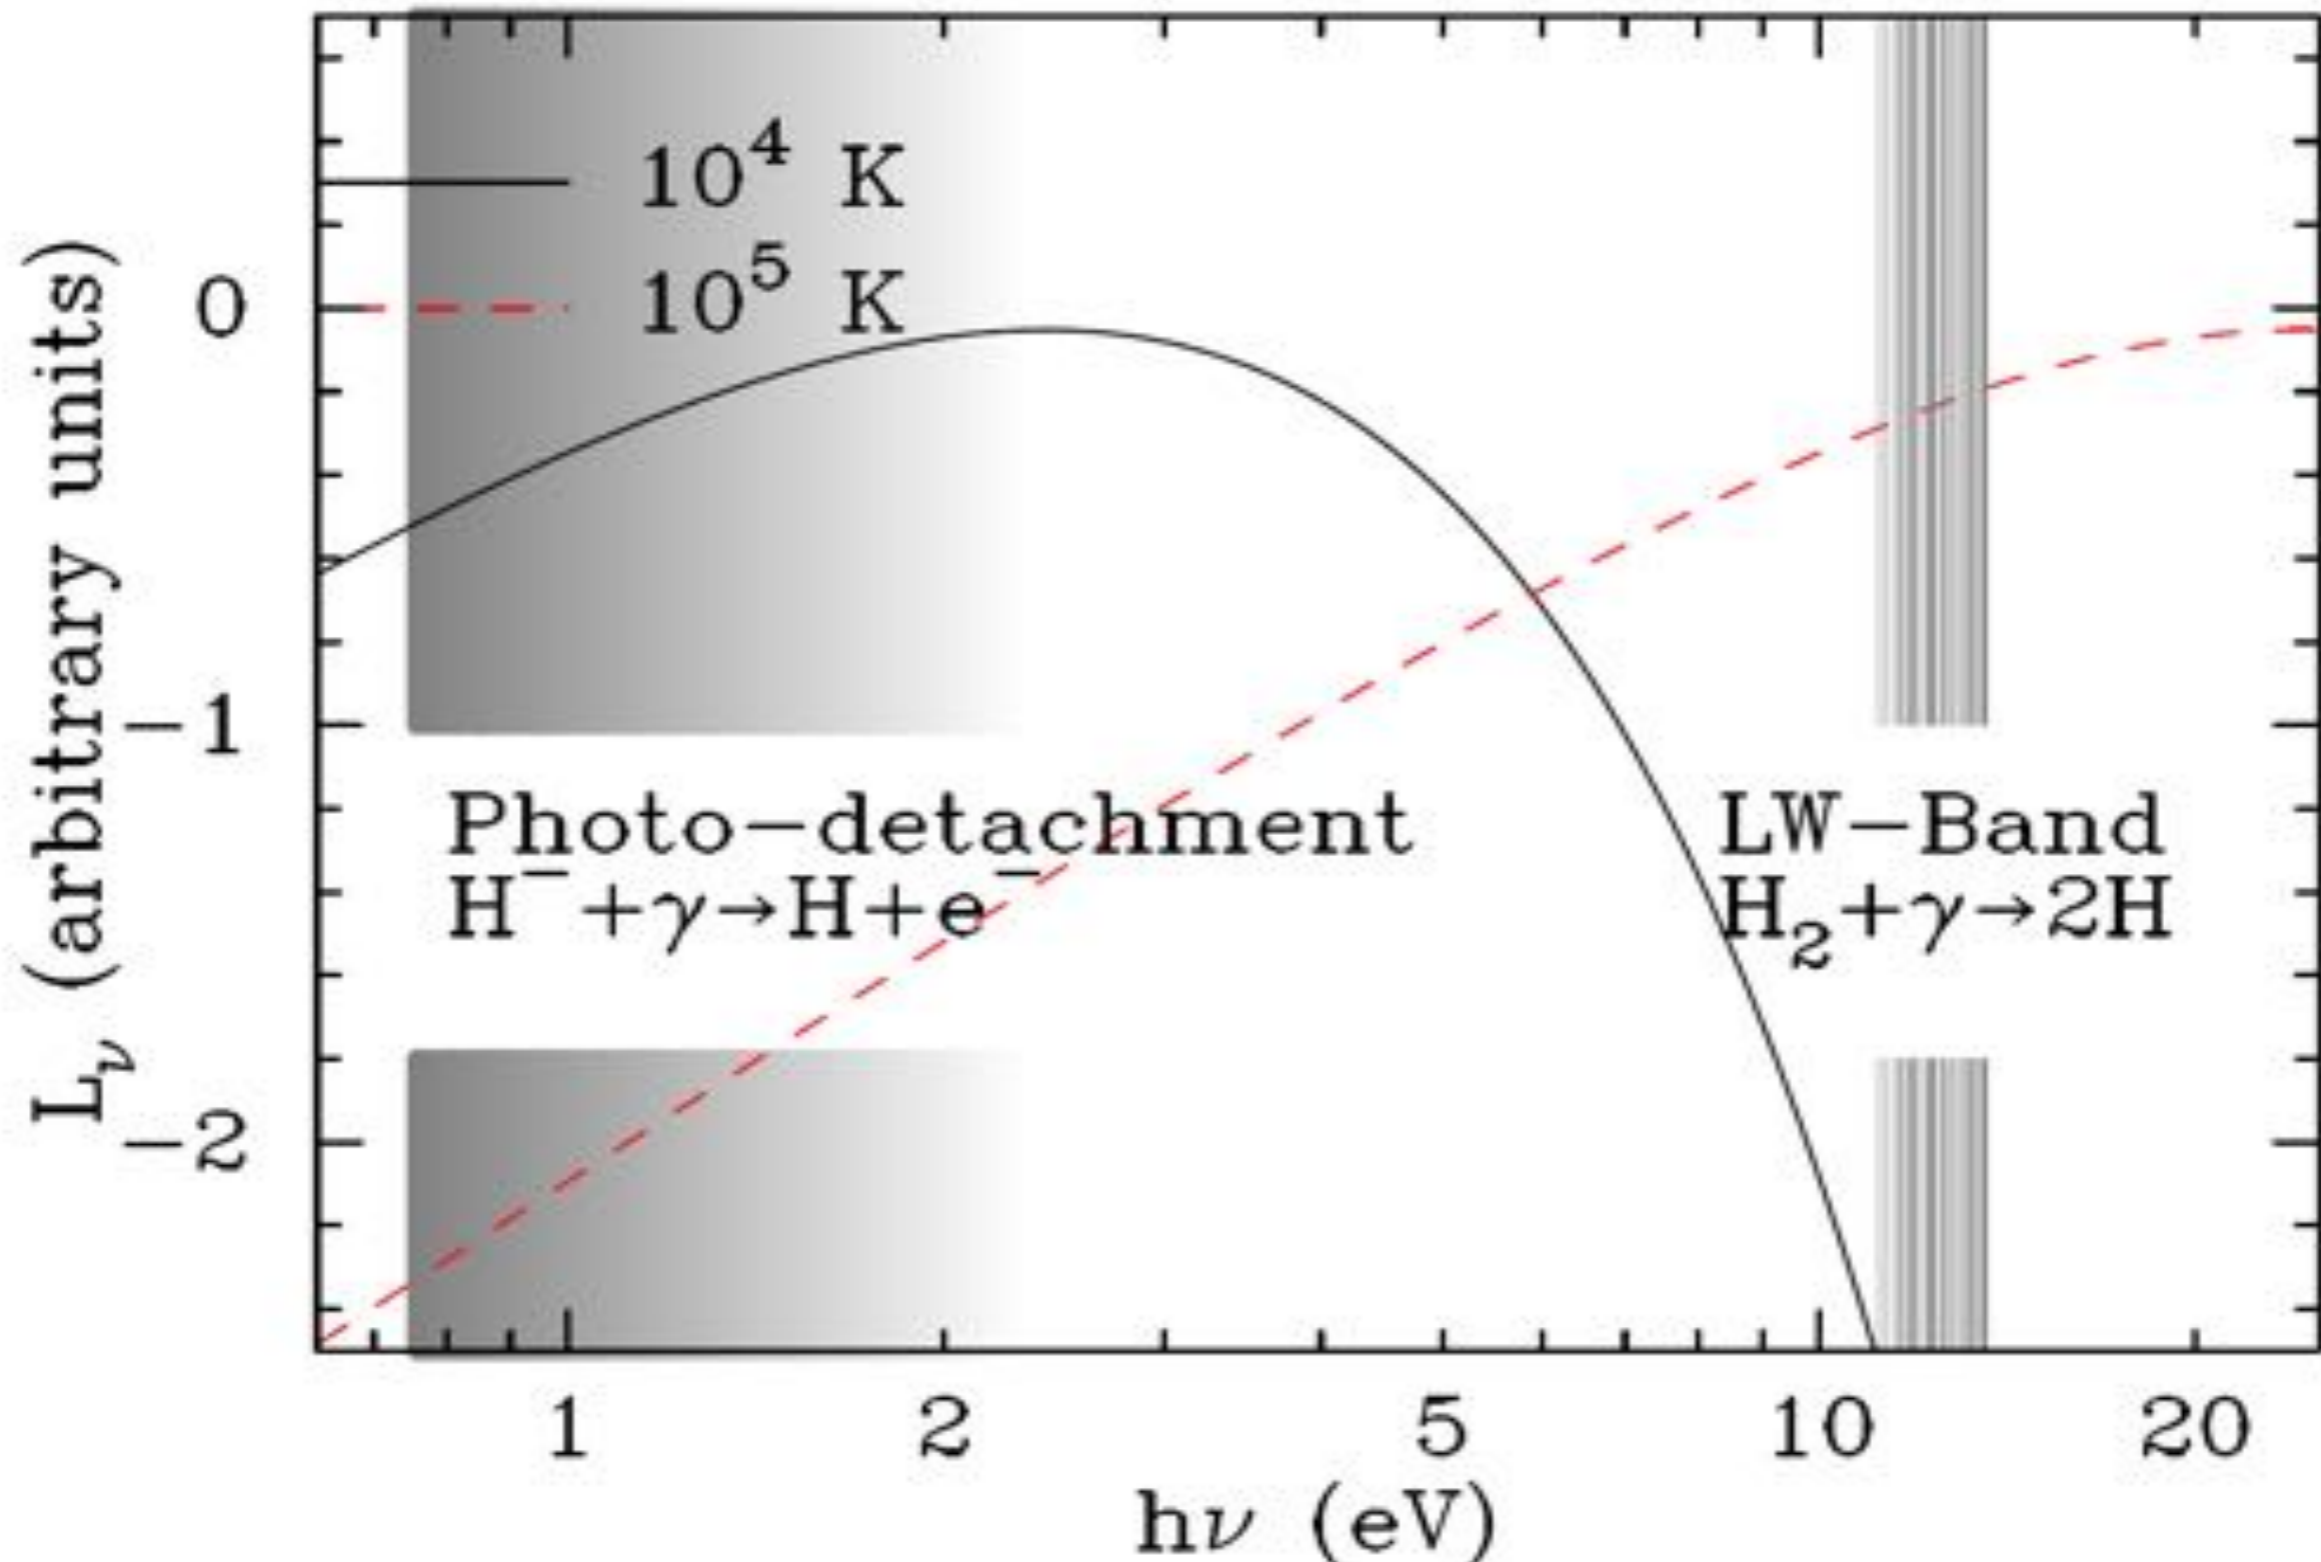 10⁴ K
10⁵ K
0
−1
−2
L_ν (arbitrary units)
Photo−detachment
H⁻+γ→H+e⁻
LW−Band
H₂+γ→2H
1 2 5 10 20
hν (eV)